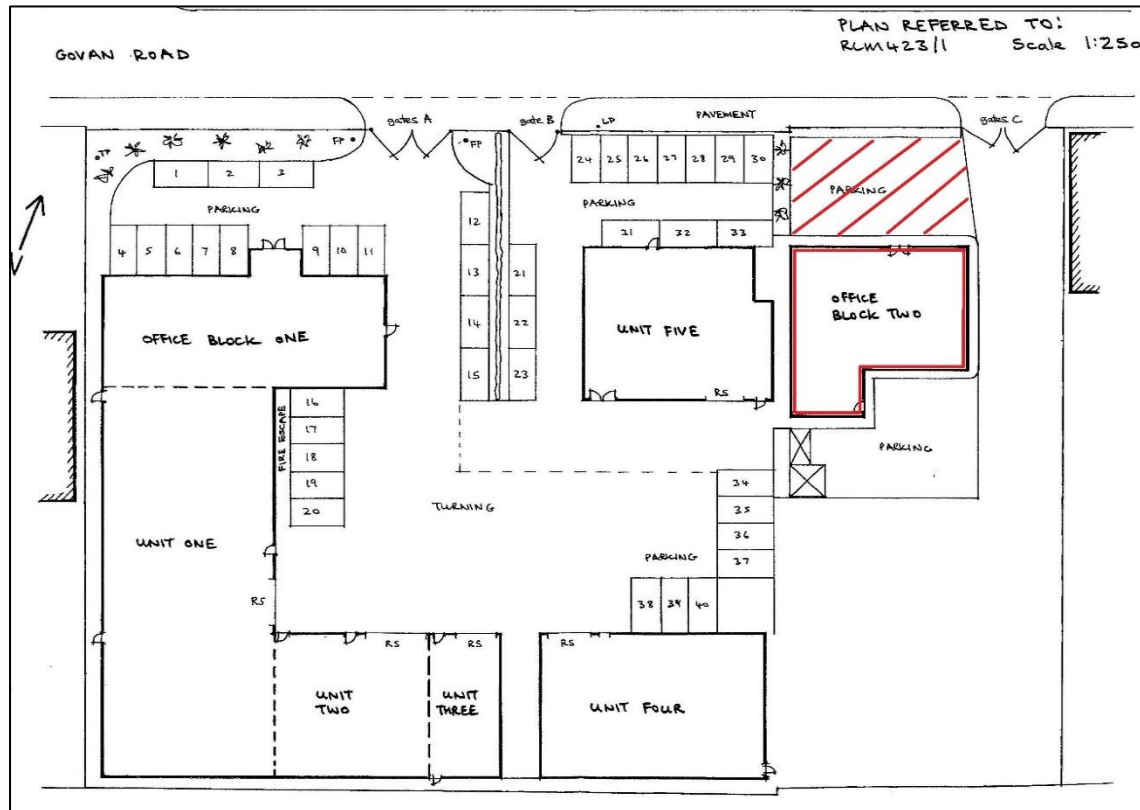 PLAN REFERRED TO:
RLM423/1 Scale 1:250
GOVAN ROAD
gates A
gate B
LP
PAVEMENT
gates C
TP
FP
FP
1 2 3
24 25 26 27 28 29 30
PARKING
PARKING
PARKING
12
4 5 6 7 8
9 10 11
31 32 33
13
21
14
22
15
23
OFFICE BLOCK ONE
UNIT FIVE
OFFICE
BLOCK TWO
RS
FIRE ESCAPE
16
17
18
19
20
PARKING
TURNING
34
35
36
37
UNIT ONE
PARKING
RS
38 39 40
RS
RS
RS
UNIT
TWO
UNIT
THREE
UNIT FOUR